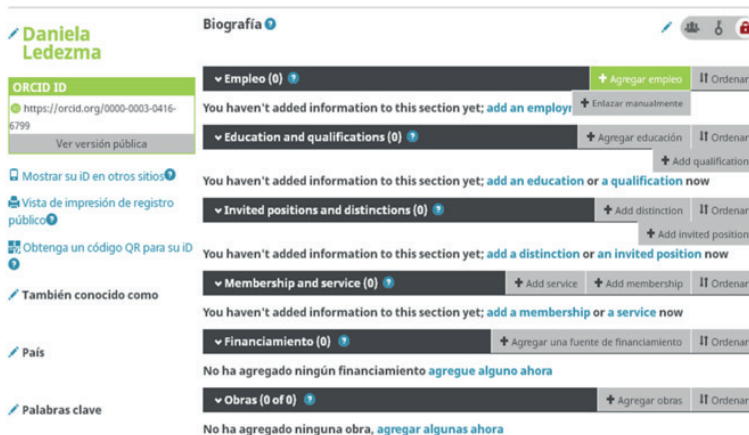 Daniela
Ledezma
ORCID ID
https://orcid.org/0000-0003-0416-
6799
Ver versión pública
Mostrar su iD en otros sitios
Vista de impresión de registro
público
Obtenga un código QR para su iD
También conocido como
País
Palabras clave
Biografía
Empleo (0) Agregar empleo Ordenar
Enlazar manualmente
You haven't added information to this section yet; add an employm
Education and qualifications (0) Agregar educación Ordenar
Add qualification
You haven't added information to this section yet; add an education or a qualification now
Invited positions and distinctions (0) Add distinction Ordenar
Add invited position
You haven't added information to this section yet; add a distinction or an invited position now
Membership and service (0) Add service Add membership Ordenar
You haven't added information to this section yet; add a membership or a service now
Financiamiento (0) Agregar una fuente de financiamiento Ordenar
No ha agregado ningún financiamiento agregue alguno ahora
Obras (0 of 0) Agregar obras Ordenar
No ha agregado ninguna obra, agregar algunas ahora